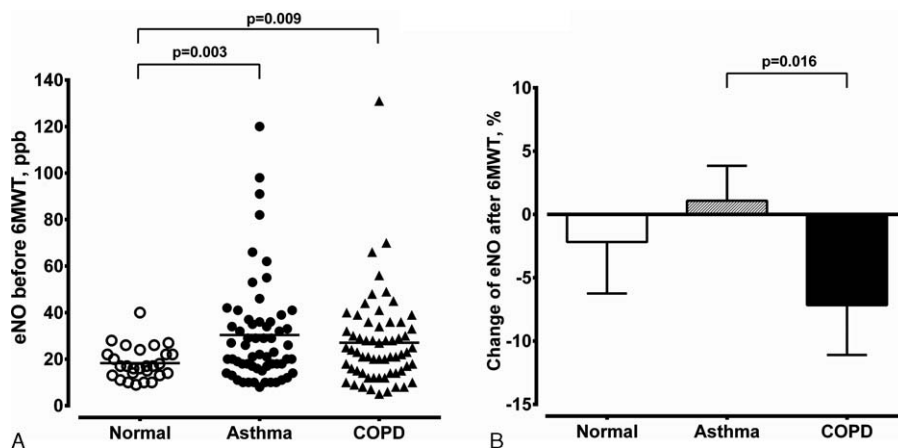 p=0.009
p=0.003
eNO before 6MWT, ppb
140
120
100
80
60
40
20
0
Normal Asthma COPD
A
p=0.016
Change of eNO after 6MWT, %
10
5
0
-5
-10
-15
Normal Asthma COPD
B